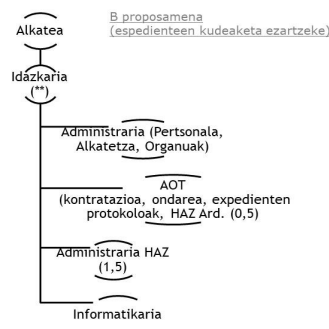 B proposamena
(espedienteen kudeaketa ezartzeke)
Alkatea
Idazkaria
(**)
Administraria (Pertsonala,
Alkatetza, Organuak)
AOT
(kontratazioa, ondarea, expedienten
protokoloak, HAZ Ard. (0,5)
Administraria HAZ
(1,5)
Informatikaria